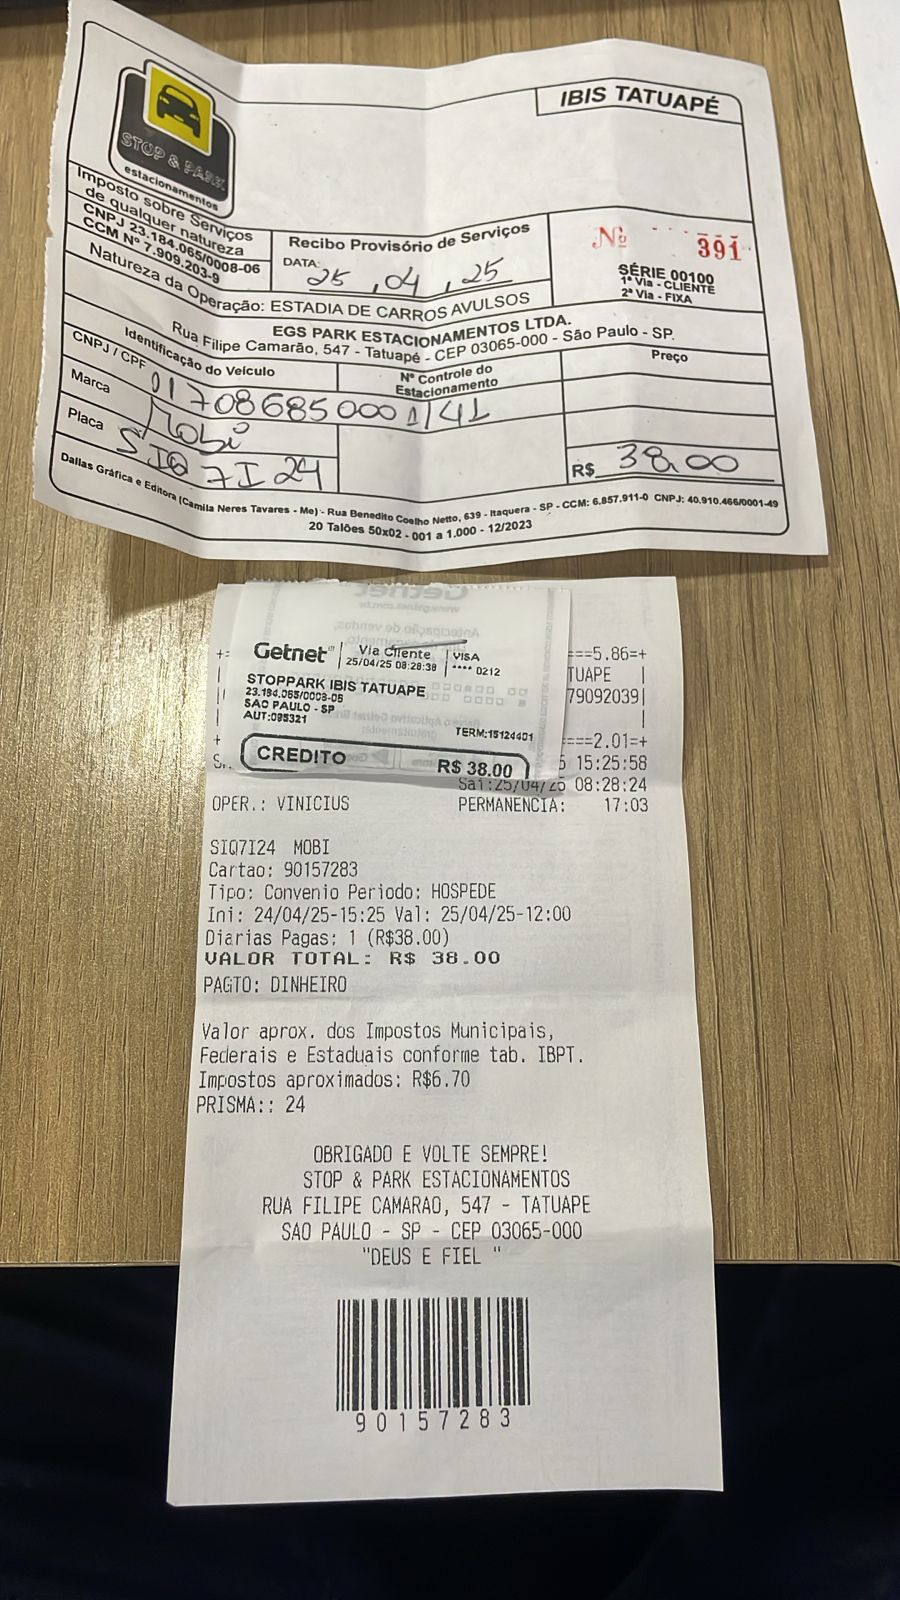 IBIS TATUAPÉ
STOP & PARK
estacionamentos
Imposto sobre Serviços
de qualquer natureza
CNPJ 23.184.065/0008-06
CCM Nº 7.909.203-9
Recibo Provisório de Serviços
DATA: 25 , 04 , 25
Nº 391
SÉRIE 00100
1ª Via - CLIENTE
2ª Via - FIXA
Natureza da Operação: ESTADIA DE CARROS AVULSOS
EGS PARK ESTACIONAMENTOS LTDA.
Rua Filipe Camarão, 547 - Tatuapé - CEP 03065-000 - São Paulo - SP.
Identificação do Veículo
Nº Controle do
Estacionamento
Preço
CNPJ / CPF 017086850001/41
Marca Mobi
Placa SIQ 7I24
R$ 38,00
Dallas Gráfica e Editora (Camila Neres Tavares - Me) - Rua Benedito Coelho Netto, 639 - Itaquera - SP - CCM: 6.857.911-0 CNPJ: 40.910.466/0001-49
20 Talões 50x02 - 001 a 1.000 - 12/2023
Getnet
Via Cliente
25/04/25 08:28:38
VISA
**** 0212
STOPPARK IBIS TATUAPE
23.184.065/0008-06
SAO PAULO - SP
AUT:095321
TERM:15124401
CREDITO R$ 38.00
===5.86=+
TUAPE |
79092039|
====2.01=+
15:25:58
Sai:25/04/25 08:28:24
OPER.: VINICIUS PERMANENCIA: 17:03
SIQ7I24 MOBI
Cartao: 90157283
Tipo: Convenio Periodo: HOSPEDE
Ini: 24/04/25-15:25 Val: 25/04/25-12:00
Diarias Pagas: 1 (R$38.00)
VALOR TOTAL: R$ 38.00
PAGTO: DINHEIRO
Valor aprox. dos Impostos Municipais,
Federais e Estaduais conforme tab. IBPT.
Impostos aproximados: R$6.70
PRISMA:: 24
OBRIGADO E VOLTE SEMPRE!
STOP & PARK ESTACIONAMENTOS
RUA FILIPE CAMARAO, 547 - TATUAPE
SAO PAULO - SP - CEP 03065-000
"DEUS E FIEL "
90157283